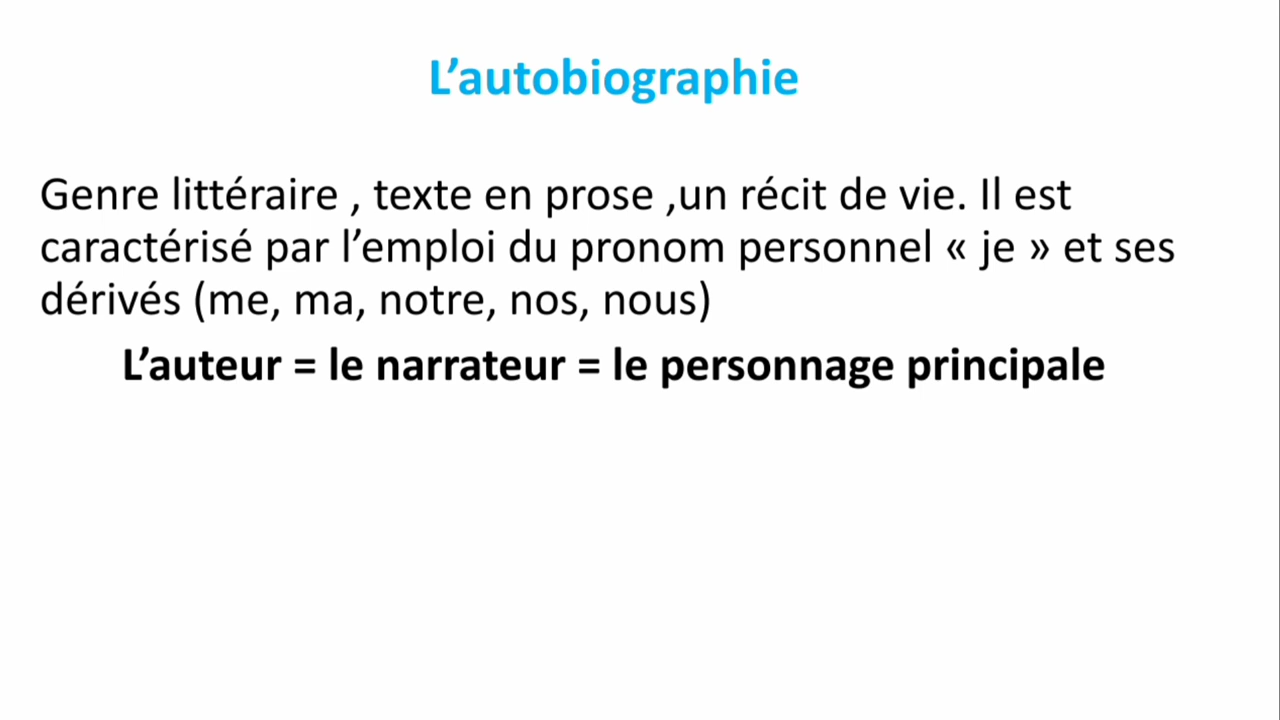 L’autobiographie
Genre littéraire , texte en prose ,un récit de vie. Il est
caractérisé par l’emploi du pronom personnel « je » et ses
dérivés (me, ma, notre, nos, nous)
L’auteur = le narrateur = le personnage principale